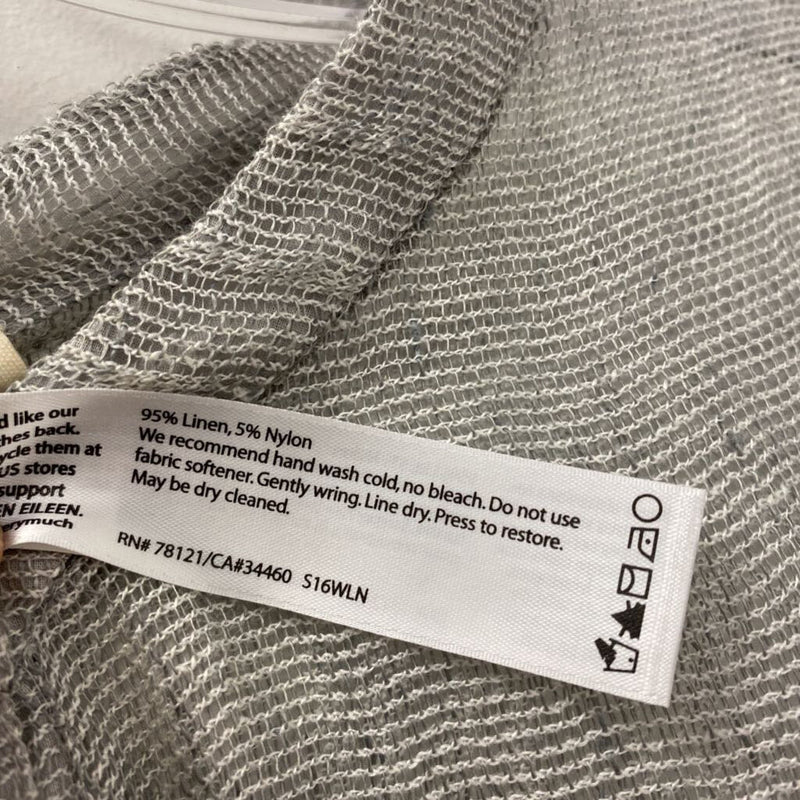 d like our
hes back.
ycle them at
US stores
support
N EILEEN.
erymuch
95% Linen, 5% Nylon
We recommend hand wash cold, no bleach. Do not use
fabric softener. Gently wring. Line dry. Press to restore.
May be dry cleaned.
RN# 78121/CA#34460 S16WLN